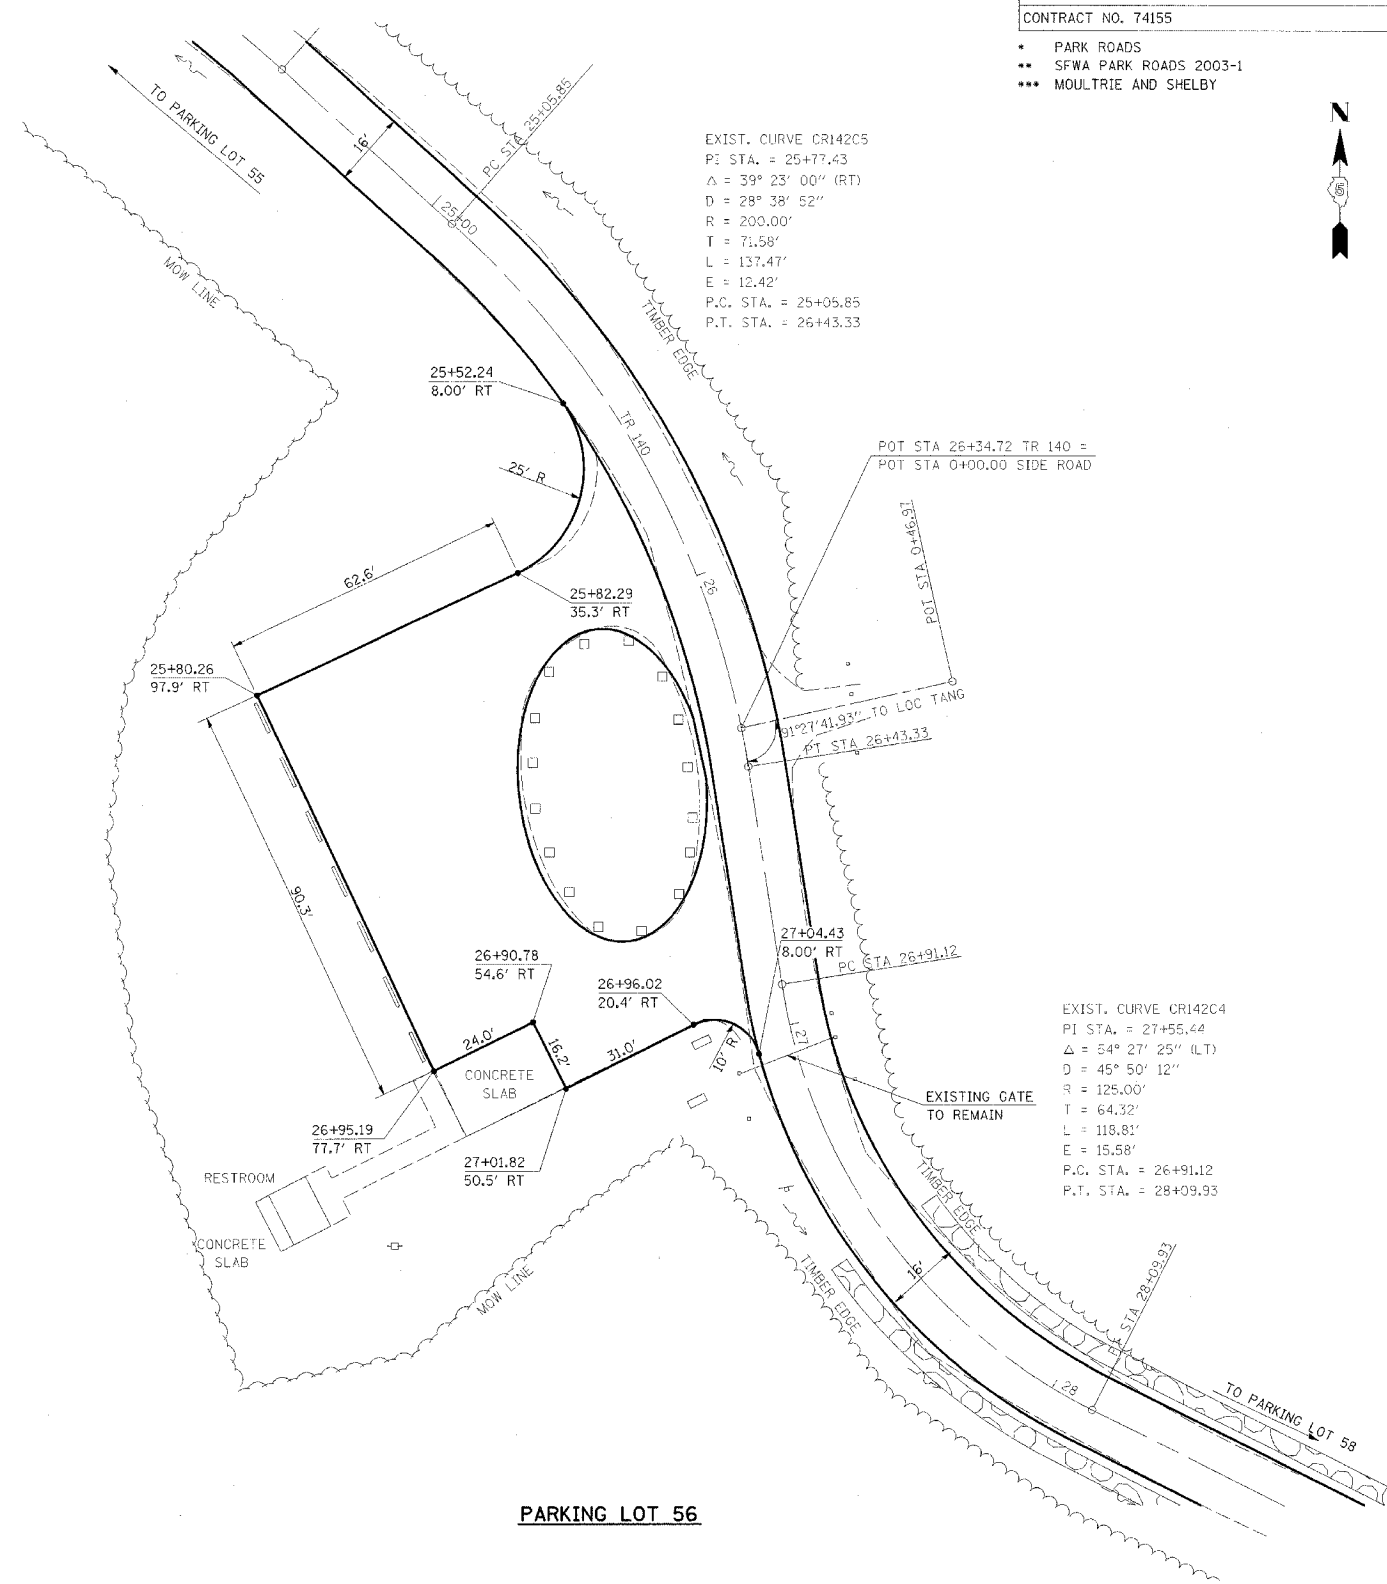 CONTRACT NO. 74155
* PARK ROADS
** SFWA PARK ROADS 2003-1
*** MOULTRIE AND SHELBY
N
5
TO PARKING LOT 55
16'
PC STA 25+05.85
25+00
EXIST. CURVE CR142C5
PI STA. = 25+77.43
Δ = 39° 23' 00" (RT)
D = 28° 38' 52"
R = 200.00'
T = 71.58'
L = 137.47'
E = 12.42'
P.C. STA. = 25+05.85
P.T. STA. = 26+43.33
MOW LINE
TIMBER EDGE
25+52.24
8.00' RT
TR 140
25' R
POT STA 26+34.72 TR 140 =
POT STA 0+00.00 SIDE ROAD
POT STA 0+46.97
62.6'
26
25+82.29
35.3' RT
25+80.26
97.9' RT
91°27'41.93" TO LOC TANG
PT STA 26+43.33
90.3'
27+04.43
8.00' RT
PC STA 26+91.12
26+90.78
54.6' RT
26+96.02
20.4' RT
27
24.0'
16.2'
31.0'
10' R
CONCRETE
SLAB
EXISTING GATE
TO REMAIN
EXIST. CURVE CR142C4
PI STA. = 27+55.44
Δ = 54° 27' 25" (LT)
D = 45° 50' 12"
R = 125.00'
T = 64.32'
L = 118.81'
E = 15.58'
P.C. STA. = 26+91.12
P.T. STA. = 28+09.93
26+95.19
77.7' RT
27+01.82
50.5' RT
RESTROOM
CONCRETE
SLAB
TIMBER EDGE
MOW LINE
TIMBER EDGE
16'
STA 28+09.93
28
TO PARKING LOT 58
PARKING LOT 56